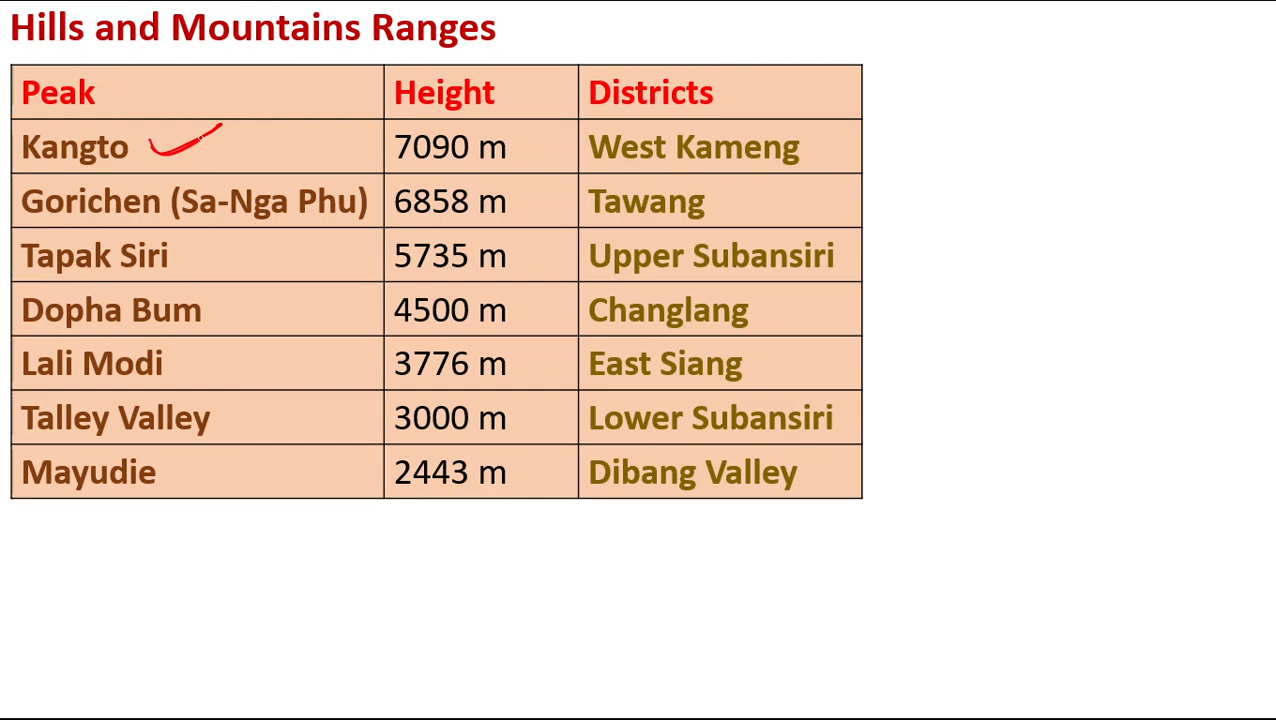 Hills and Mountains Ranges
Peak Height Districts
Kangto 7090 m West Kameng
Gorichen (Sa-Nga Phu) 6858 m Tawang
Tapak Siri 5735 m Upper Subansiri
Dopha Bum 4500 m Changlang
Lali Modi 3776 m East Siang
Talley Valley 3000 m Lower Subansiri
Mayudie 2443 m Dibang Valley